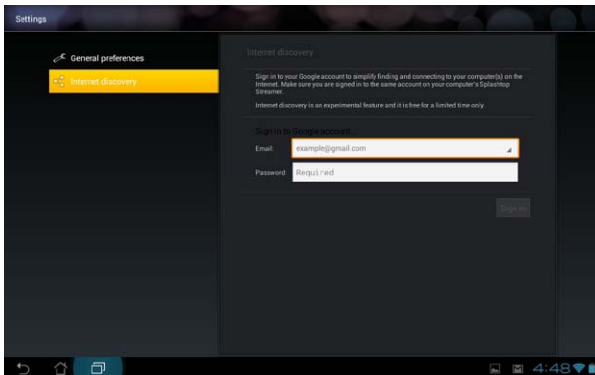 Settings
General preferences
Internet discovery
Internet discovery
Sign in to your Google account to simplify finding and connecting to your computer(s) on the
Internet. Make sure you are signed in to the same account on your computer's Splashtop
Streamer.
Internet discovery is an experimental feature and it is free for a limited time only.
Sign in to Google account...
Email:
example@gmail.com
Password
Required
Sign in
4:48